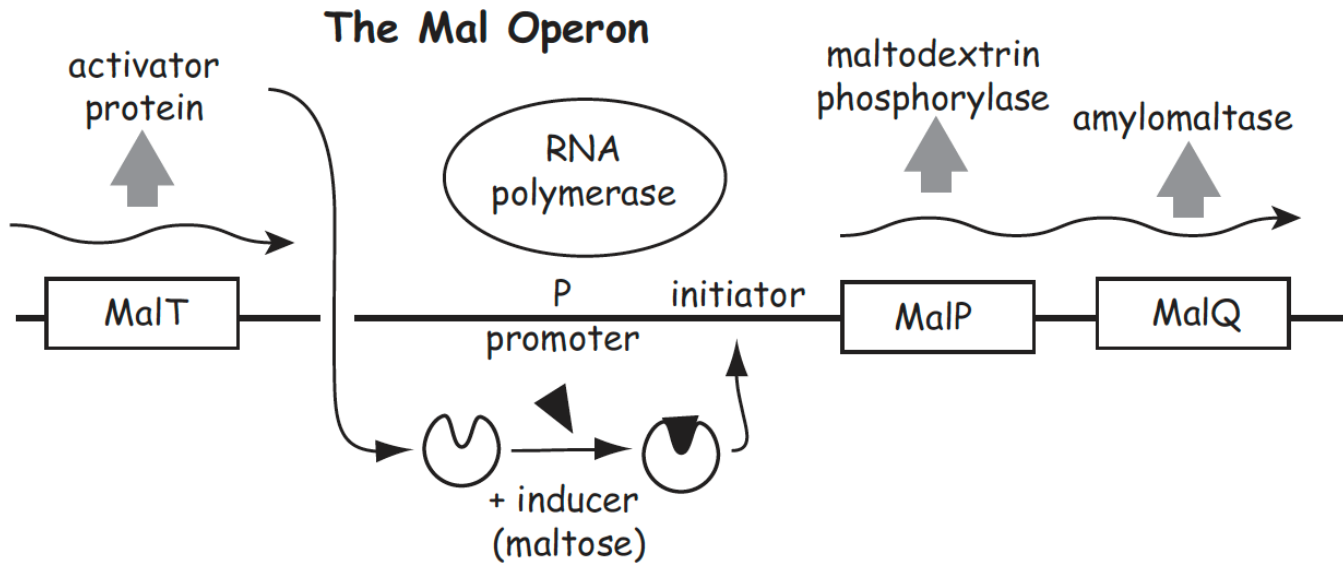 The Mal Operon
activator
protein
RNA
polymerase
maltodextrin
phosphorylase
amylomaltase
MalT
P
promoter
initiator
MalP
MalQ
+ inducer
(maltose)